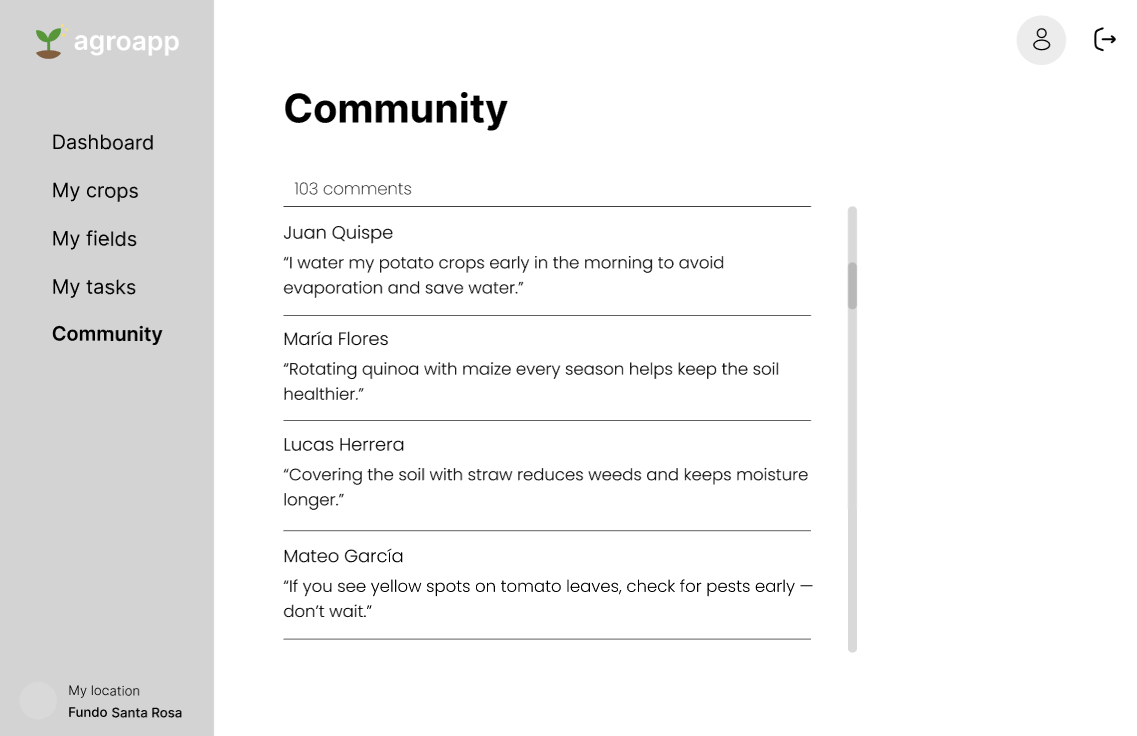 agroapp
Dashboard
My crops
My fields
My tasks
Community
My location
Fundo Santa Rosa
Community
103 comments
Juan Quispe
“I water my potato crops early in the morning to avoid
evaporation and save water.”
María Flores
“Rotating quinoa with maize every season helps keep the soil
healthier.”
Lucas Herrera
“Covering the soil with straw reduces weeds and keeps moisture
longer.”
Mateo García
“If you see yellow spots on tomato leaves, check for pests early —
don’t wait.”